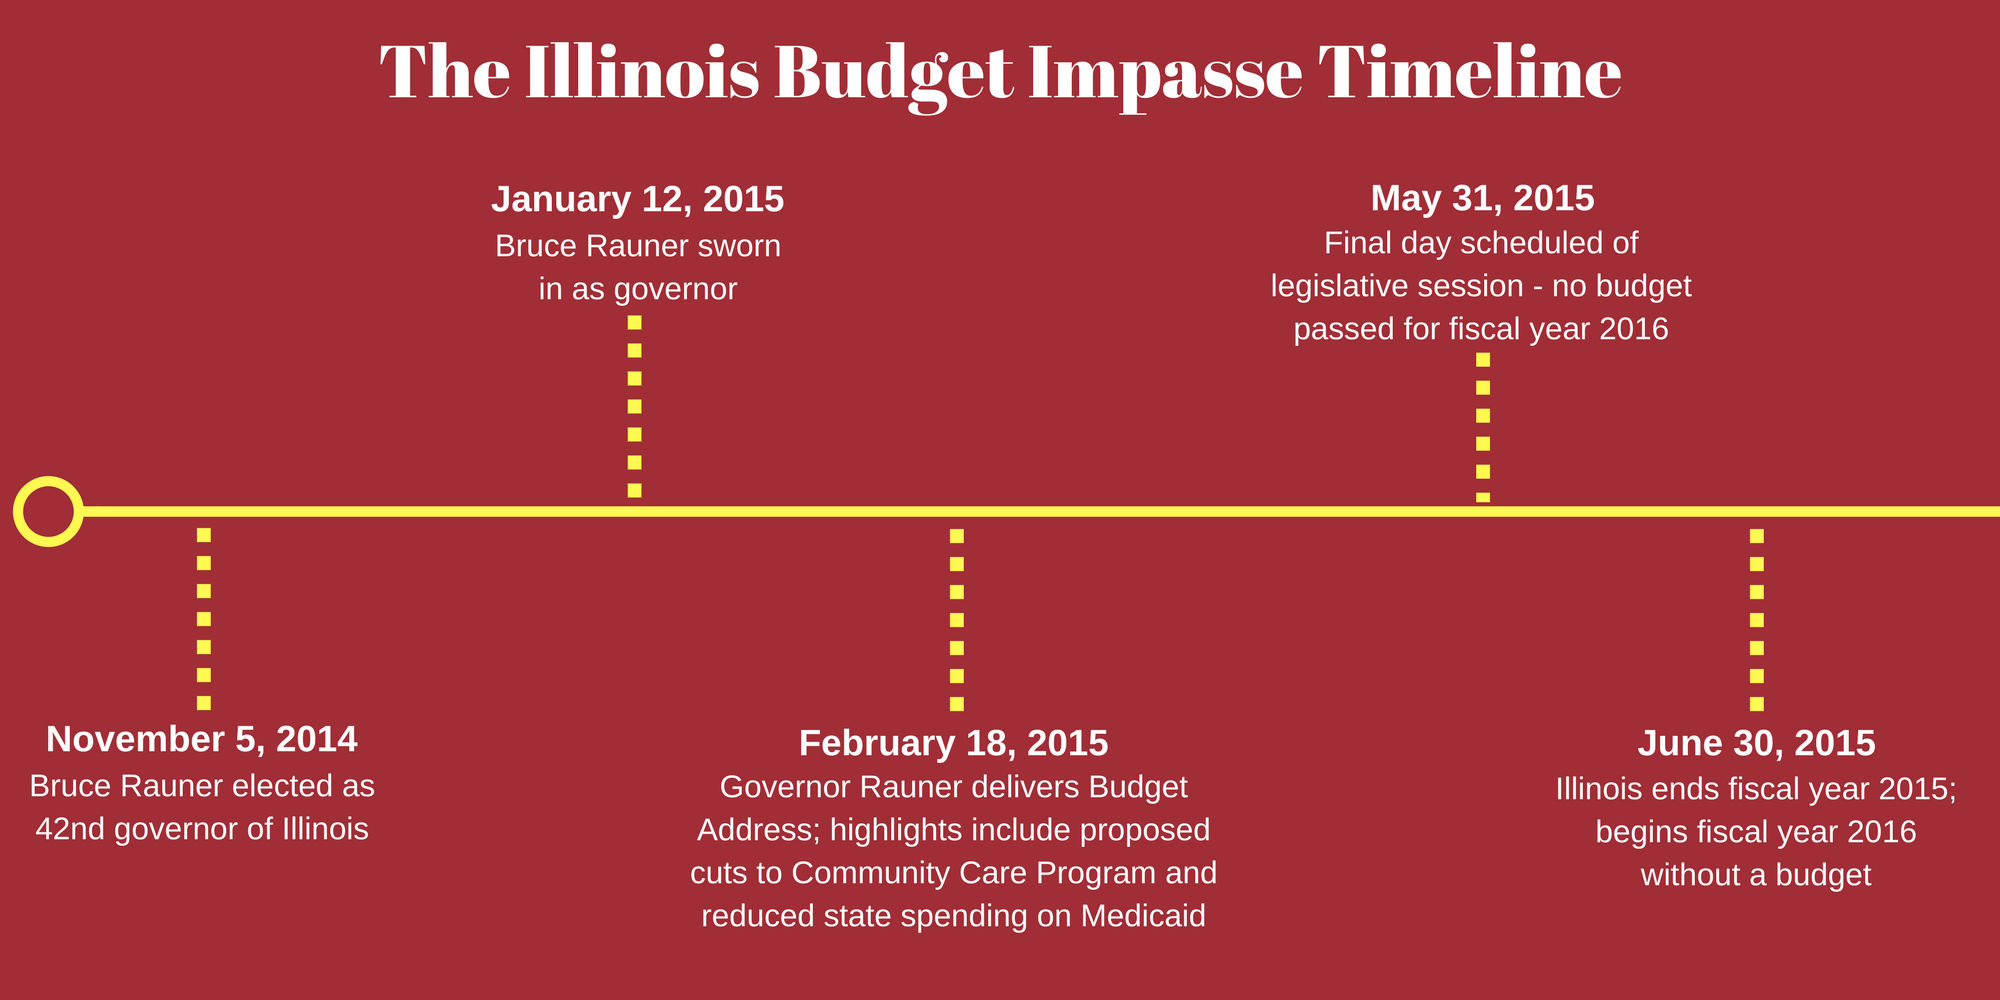 The Illinois Budget Impasse Timeline
January 12, 2015
Bruce Rauner sworn
in as governor
May 31, 2015
Final day scheduled of
legislative session - no budget
passed for fiscal year 2016
November 5, 2014
Bruce Rauner elected as
42nd governor of Illinois
February 18, 2015
Governor Rauner delivers Budget
Address; highlights include proposed
cuts to Community Care Program and
reduced state spending on Medicaid
June 30, 2015
Illinois ends fiscal year 2015;
begins fiscal year 2016
without a budget